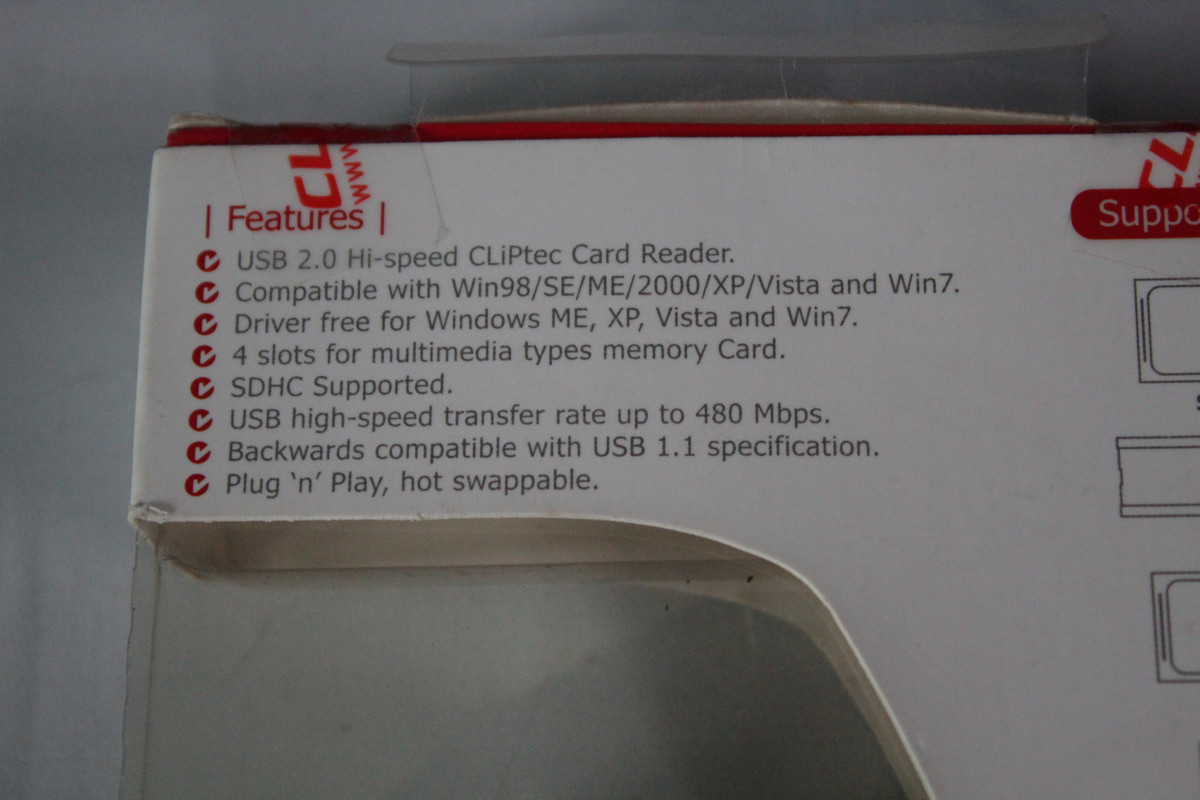 | Features |
USB 2.0 Hi-speed CLiPtec Card Reader.
Compatible with Win98/SE/ME/2000/XP/Vista and Win7.
Driver free for Windows ME, XP, Vista and Win7.
4 slots for multimedia types memory Card.
SDHC Supported.
USB high-speed transfer rate up to 480 Mbps.
Backwards compatible with USB 1.1 specification.
Plug ‘n’ Play, hot swappable.
CL
www
CL
Suppo